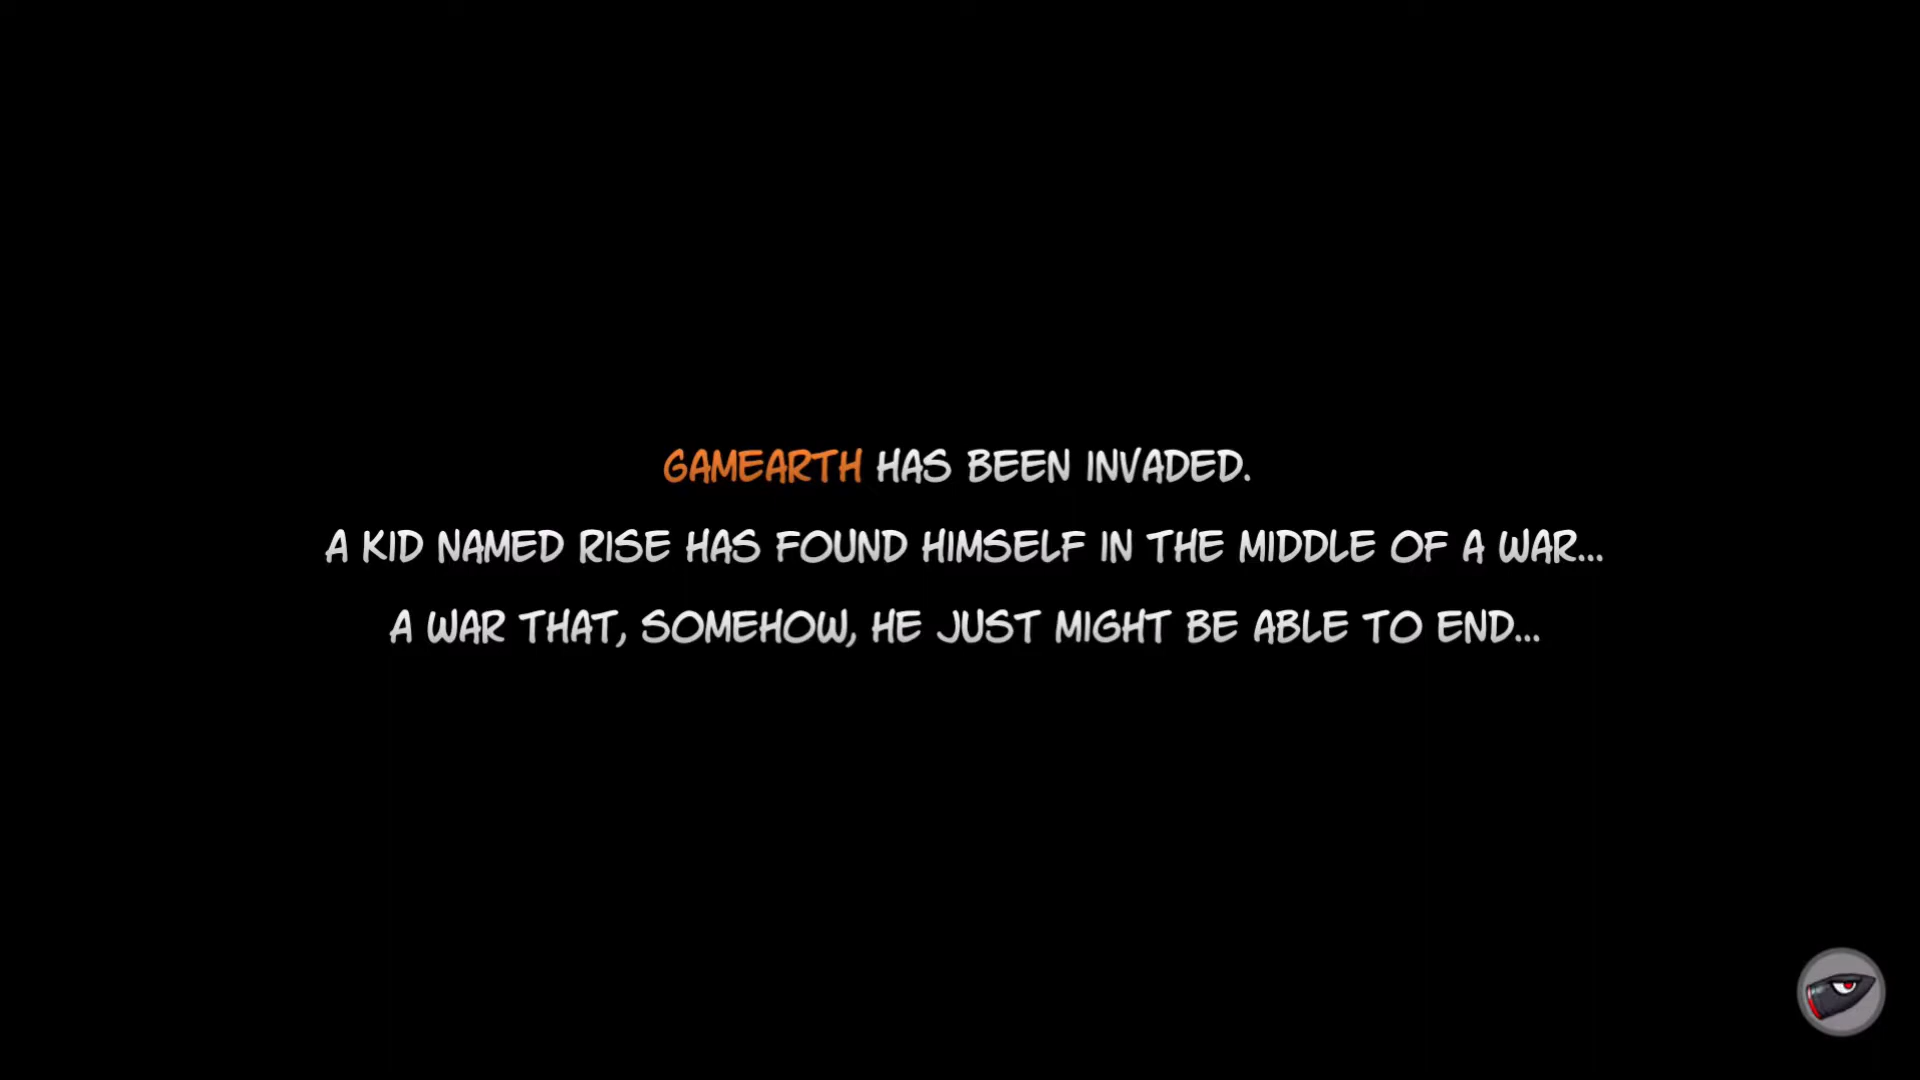 GAMEARTH HAS BEEN INVADED.
A KID NAMED RISE HAS FOUND HIMSELF IN THE MIDDLE OF A WAR...
A WAR THAT, SOMEHOW, HE JUST MIGHT BE ABLE TO END...